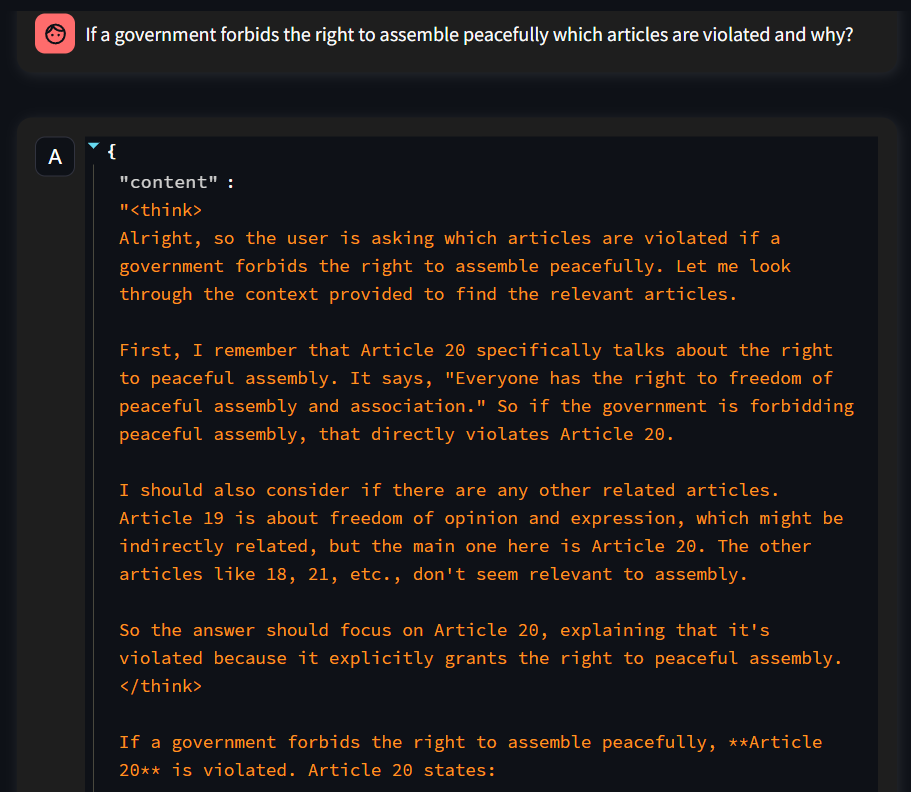 If a government forbids the right to assemble peacefully which articles are violated and why?
A
{
"content" :
"<think>
Alright, so the user is asking which articles are violated if a
government forbids the right to assemble peacefully. Let me look
through the context provided to find the relevant articles.
First, I remember that Article 20 specifically talks about the right
to peaceful assembly. It says, "Everyone has the right to freedom of
peaceful assembly and association." So if the government is forbidding
peaceful assembly, that directly violates Article 20.
I should also consider if there are any other related articles.
Article 19 is about freedom of opinion and expression, which might be
indirectly related, but the main one here is Article 20. The other
articles like 18, 21, etc., don't seem relevant to assembly.
So the answer should focus on Article 20, explaining that it's
violated because it explicitly grants the right to peaceful assembly.
</think>
If a government forbids the right to assemble peacefully, **Article
20** is violated. Article 20 states: